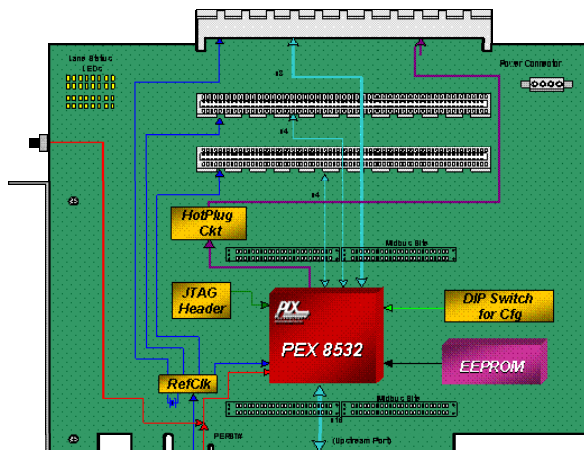 Lane Status
LEDs
Power Connector
x8
x4
x4
HotPlug
Ckt
Midbus Site
JTAG
Header
PLX
DIP Switch
for Cfg
PEX 8532
EEPROM
RefClk
Midbus Site
x16
PERST#
(Upstream Port)